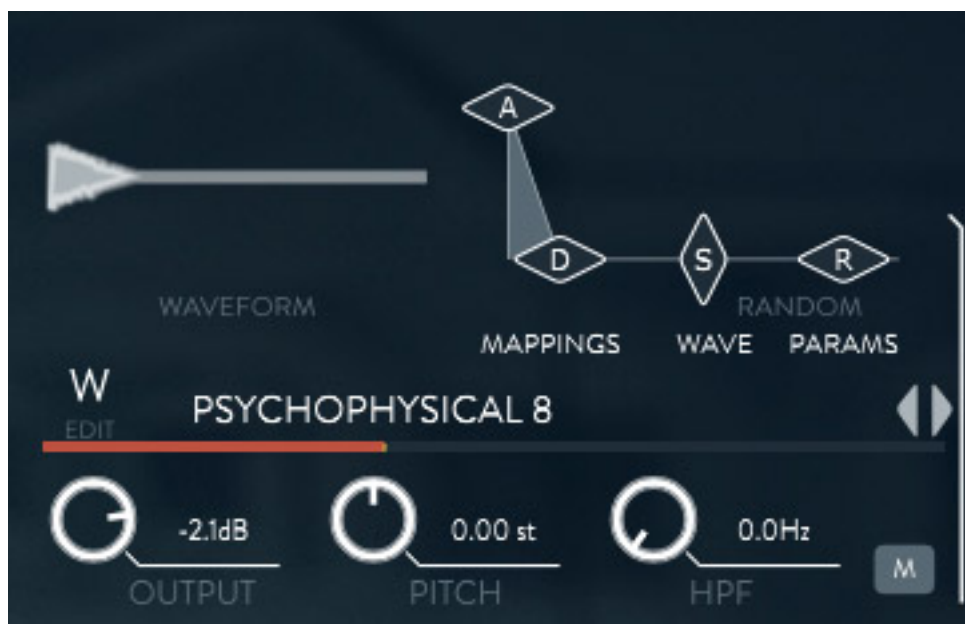 A
D
S
R
WAVEFORM
RANDOM
MAPPINGS WAVE PARAMS
W
EDIT
PSYCHOPHYSICAL 8
-2.1dB
0.00 st
0.0Hz
OUTPUT
PITCH
HPF
M